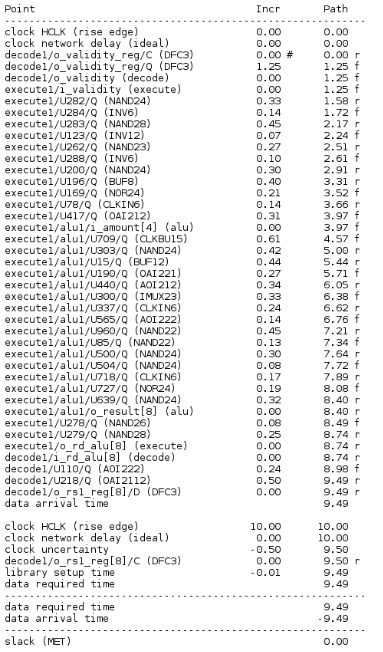 Point Incr Path
clock HCLK (rise edge) 0.00 0.00
clock network delay (ideal) 0.00 0.00
decode1/o_validity_reg/C (DFC3) 0.00 # 0.00 r
decode1/o_validity_reg/Q (DFC3) 1.25 1.25 f
decode1/o_validity (decode) 0.00 1.25 f
execute1/i_validity (execute) 0.00 1.25 f
execute1/U282/Q (NAND24) 0.33 1.58 r
execute1/U284/Q (INV6) 0.14 1.72 f
execute1/U283/Q (NAND28) 0.45 2.17 r
execute1/U123/Q (INV12) 0.07 2.24 f
execute1/U262/Q (NAND23) 0.27 2.51 r
execute1/U288/Q (INV6) 0.10 2.61 f
execute1/U200/Q (NAND24) 0.30 2.91 r
execute1/U196/Q (BUF8) 0.40 3.31 r
execute1/U169/Q (NOR24) 0.21 3.52 f
execute1/U78/Q (CLKIN6) 0.14 3.66 r
execute1/U417/Q (OAI212) 0.31 3.97 f
execute1/alu1/i_amount[4] (alu) 0.00 3.97 f
execute1/alu1/U709/Q (CLKBU15) 0.61 4.57 f
execute1/alu1/U303/Q (NAND24) 0.42 5.00 r
execute1/alu1/U15/Q (BUF12) 0.44 5.44 r
execute1/alu1/U190/Q (OAI221) 0.27 5.71 f
execute1/alu1/U440/Q (AOI212) 0.34 6.05 r
execute1/alu1/U300/Q (IMUX23) 0.33 6.38 f
execute1/alu1/U337/Q (CLKIN6) 0.24 6.62 r
execute1/alu1/U565/Q (AOI222) 0.14 6.76 f
execute1/alu1/U960/Q (NAND22) 0.45 7.21 r
execute1/alu1/U85/Q (NAND22) 0.13 7.34 f
execute1/alu1/U500/Q (NAND24) 0.30 7.64 r
execute1/alu1/U504/Q (NAND24) 0.08 7.72 f
execute1/alu1/U718/Q (CLKIN6) 0.17 7.89 r
execute1/alu1/U727/Q (NOR24) 0.19 8.08 f
execute1/alu1/U639/Q (NAND24) 0.32 8.40 r
execute1/alu1/o_result[8] (alu) 0.00 8.40 r
execute1/U278/Q (NAND26) 0.08 8.49 f
execute1/U279/Q (NAND28) 0.25 8.74 r
execute1/o_rd_alu[8] (execute) 0.00 8.74 r
decode1/i_rd_alu[8] (decode) 0.00 8.74 r
decode1/U110/Q (AOI222) 0.24 8.98 f
decode1/U218/Q (OAI2112) 0.50 9.49 r
decode1/o_rs1_reg[8]/D (DFC3) 0.00 9.49 r
data arrival time 9.49
clock HCLK (rise edge) 10.00 10.00
clock network delay (ideal) 0.00 10.00
clock uncertainty -0.50 9.50
decode1/o_rs1_reg[8]/C (DFC3) 0.00 9.50 r
library setup time -0.01 9.49
data required time 9.49
data required time 9.49
data arrival time -9.49
slack (MET) 0.00